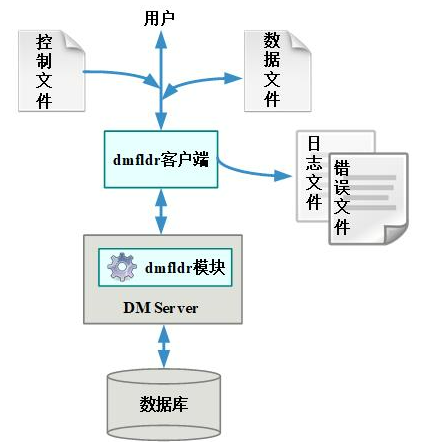 用户
控制文件
数据文件
dmfldr客户端
日志文件
错误文件
dmfldr模块
DM Server
数据库